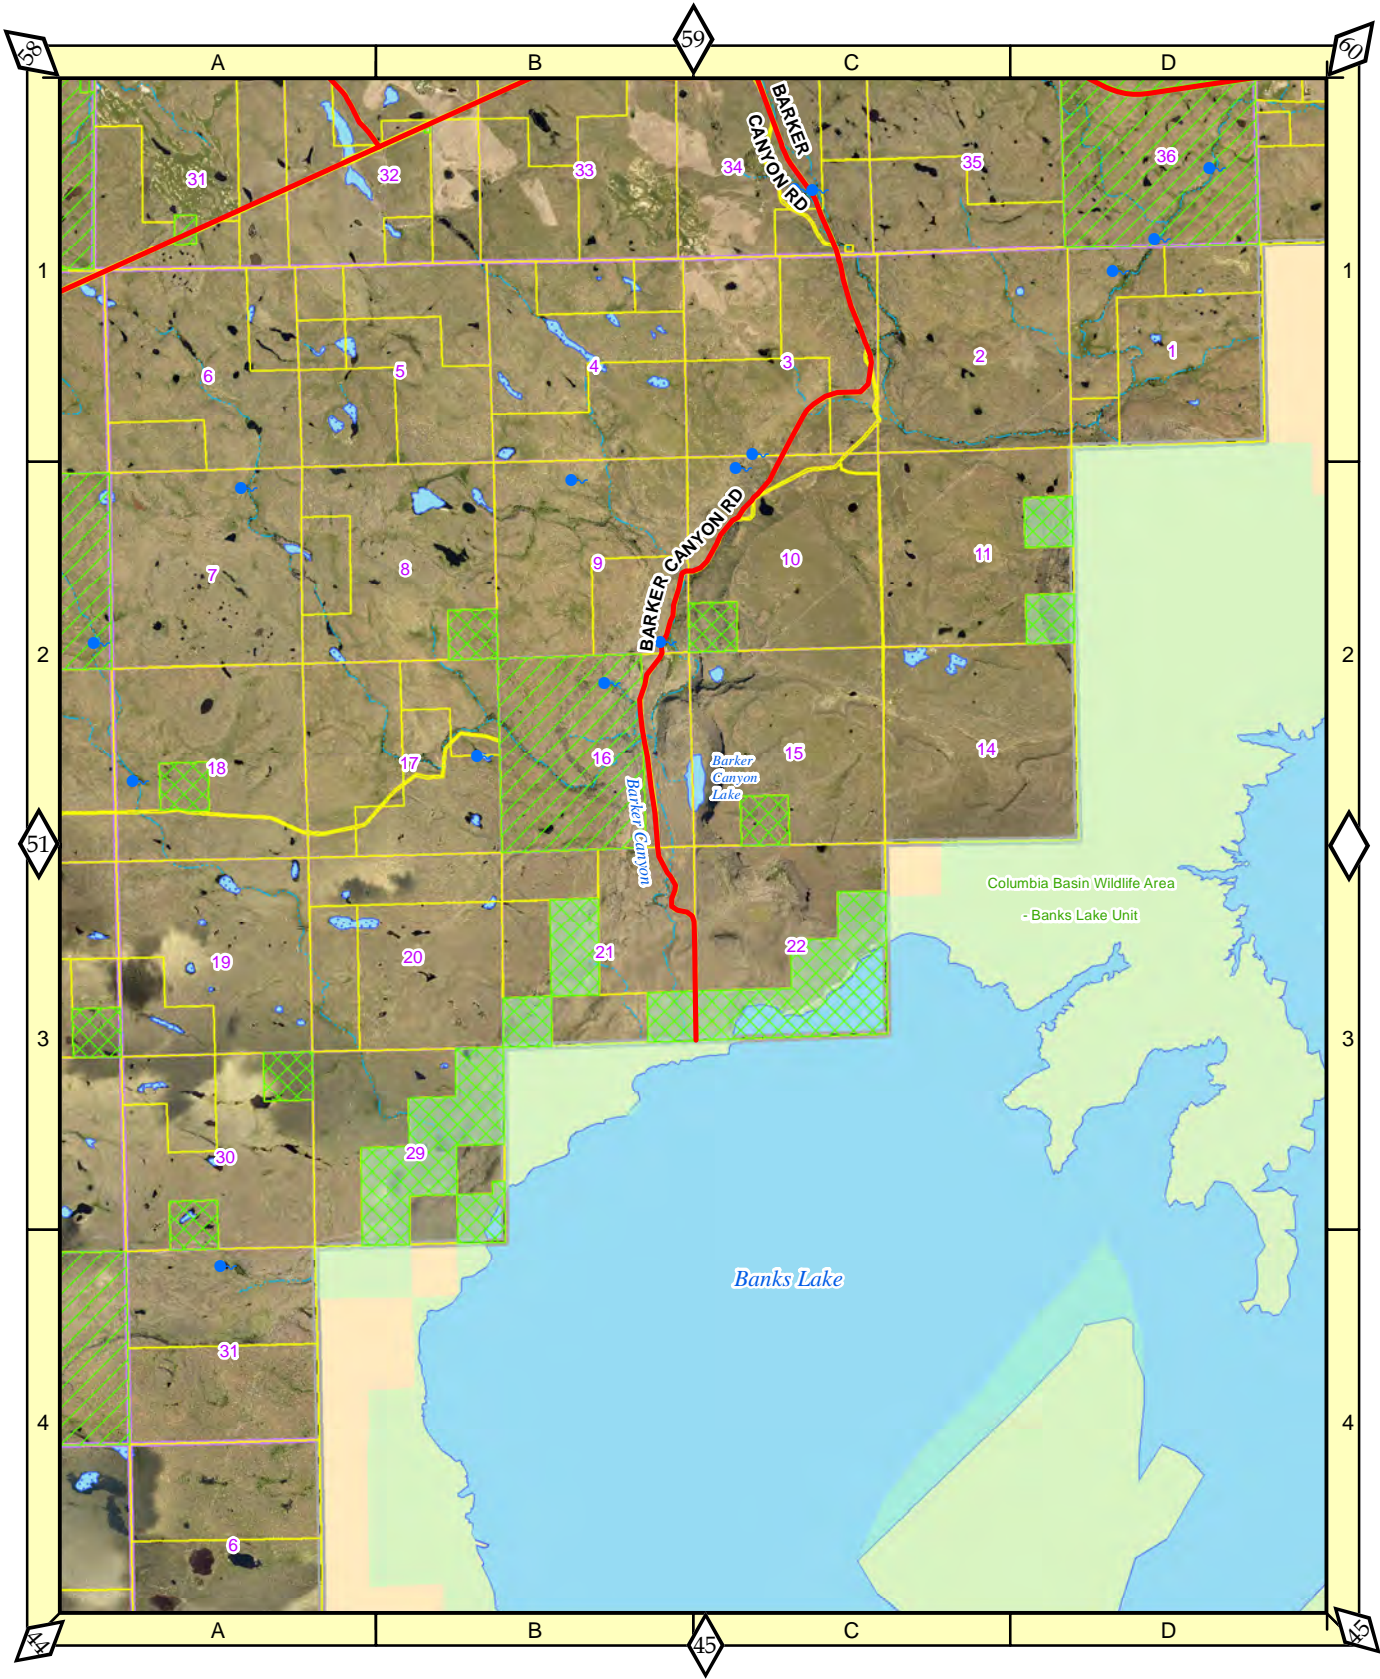 58
59
60
A
B
C
D
BARKER
CANYON RD
31
32
33
34
35
36
1
1
6
5
4
3
2
1
BARKER CANYON RD
7
8
9
10
11
2
2
18
17
16
15
14
Barker
Canyon
Lake
Barker Canyon
51
Columbia Basin Wildlife Area
- Banks Lake Unit
19
20
21
22
3
3
30
29
Banks Lake
31
4
4
6
A
B
C
D
44
45
45